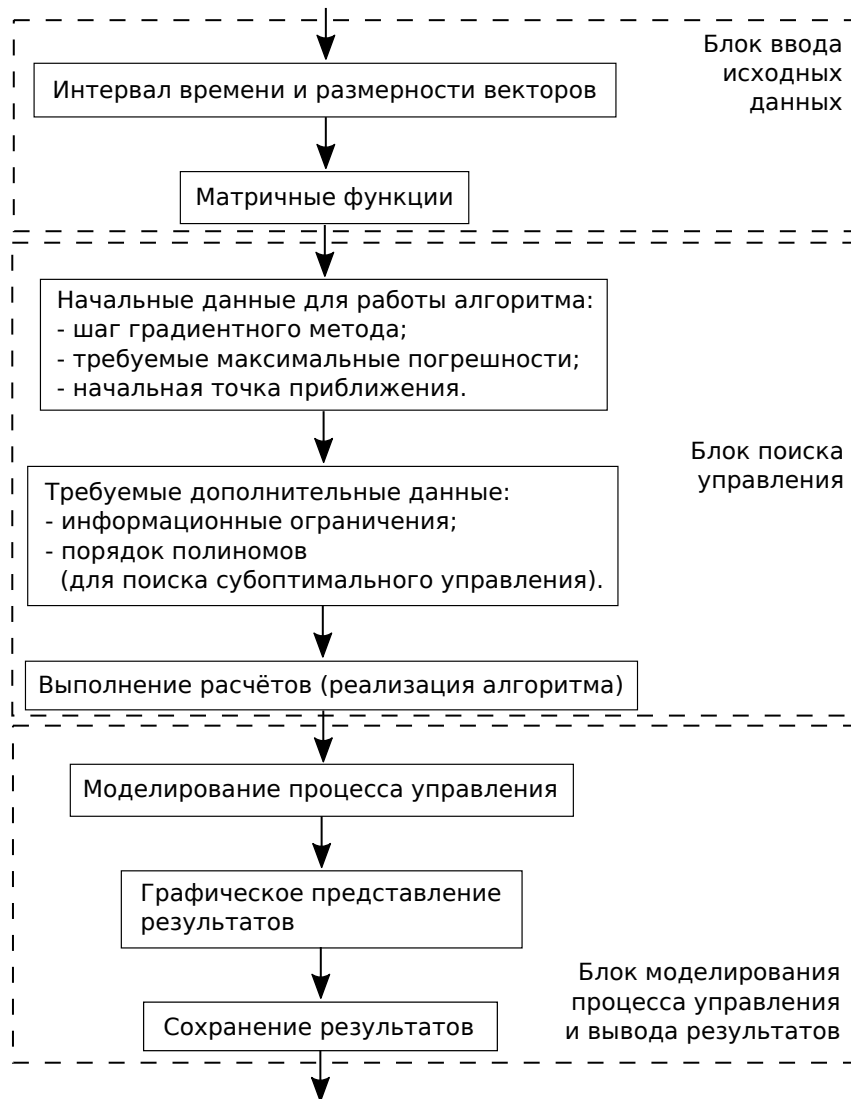 Блок ввода
исходных
данных
Интервал времени и размерности векторов
Матричные функции
Начальные данные для работы алгоритма:
- шаг градиентного метода;
- требуемые максимальные погрешности;
- начальная точка приближения.
Блок поиска
управления
Требуемые дополнительные данные:
- информационные ограничения;
- порядок полиномов
(для поиска субоптимального управления).
Выполнение расчётов (реализация алгоритма)
Моделирование процесса управления
Графическое представление
результатов
Блок моделирования
процесса управления
и вывода результатов
Сохранение результатов